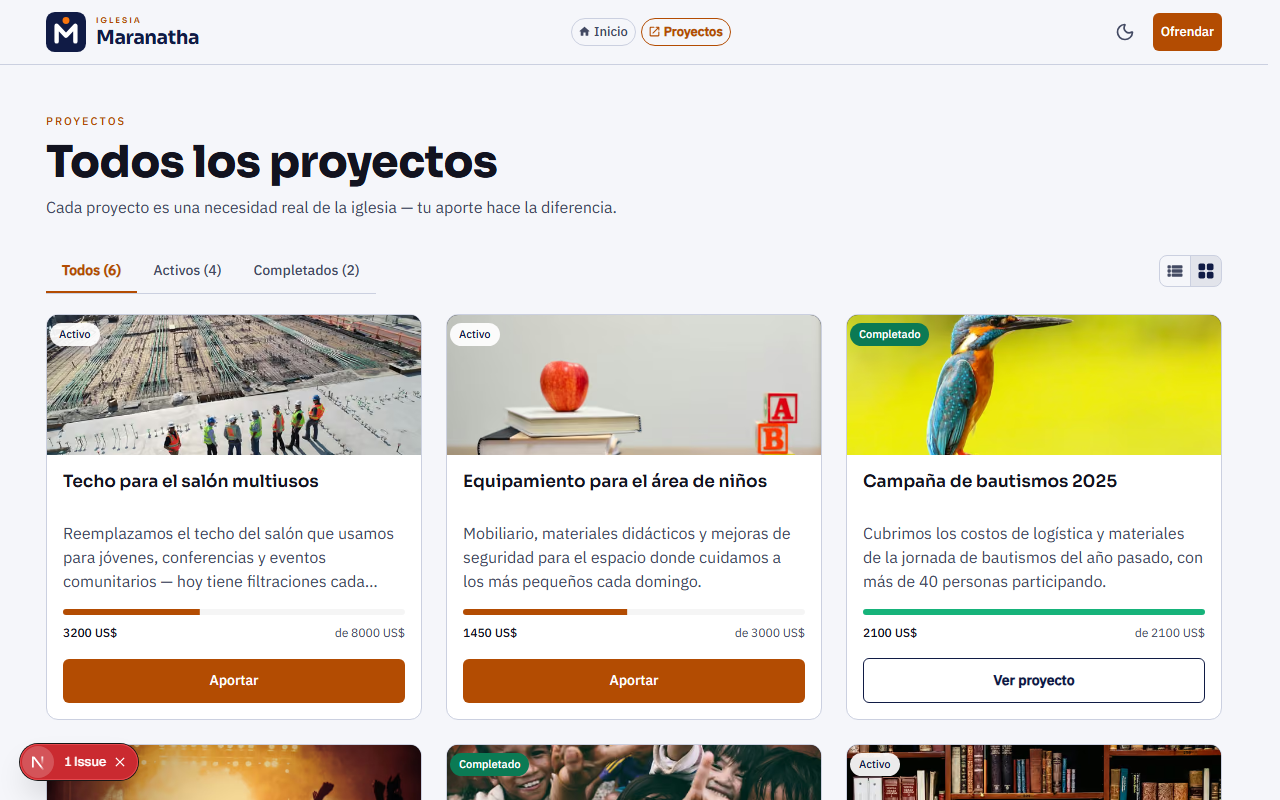 IGLESIA
Maranatha
Inicio
Proyectos
Ofrendar
PROYECTOS
Todos los proyectos
Cada proyecto es una necesidad real de la iglesia — tu aporte hace la diferencia.
Todos (6)
Activos (4)
Completados (2)
Activo
Activo
A
B
Completado
Techo para el salón multiusos
Reemplazamos el techo del salón que usamos
para jóvenes, conferencias y eventos
comunitarios — hoy tiene filtraciones cada...
3200 US$
de 8000 US$
Aportar
Equipamiento para el área de niños
Mobiliario, materiales didácticos y mejoras de
seguridad para el espacio donde cuidamos a
los más pequeños cada domingo.
1450 US$
de 3000 US$
Aportar
Campaña de bautismos 2025
Cubrimos los costos de logística y materiales
de la jornada de bautismos del año pasado, con
más de 40 personas participando.
2100 US$
de 2100 US$
Ver proyecto
N
1 Issue
Completado
Activo